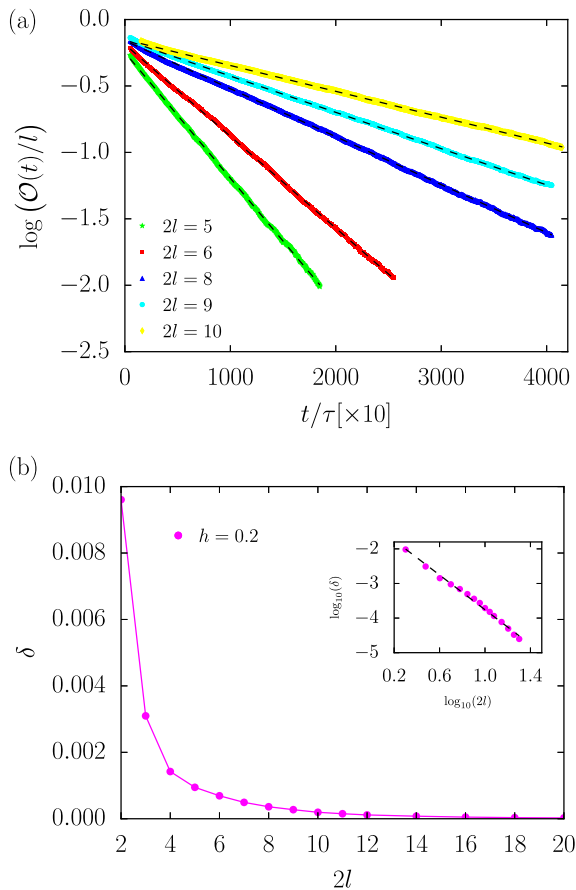 (a)
0.0
−0.5
−1.0
−1.5
−2.0
−2.5
log (𝒪(t)/l)
2l = 5
2l = 6
2l = 8
2l = 9
2l = 10
0 1000 2000 3000 4000
t/τ[×10]
(b)
0.010
0.008
0.006
0.004
0.002
0.000
δ
h = 0.2
−2
−3
−4
−5
log₁₀(δ)
0.2 0.6 1.0 1.4
log₁₀(2l)
2 4 6 8 10 12 14 16 18 20
2l